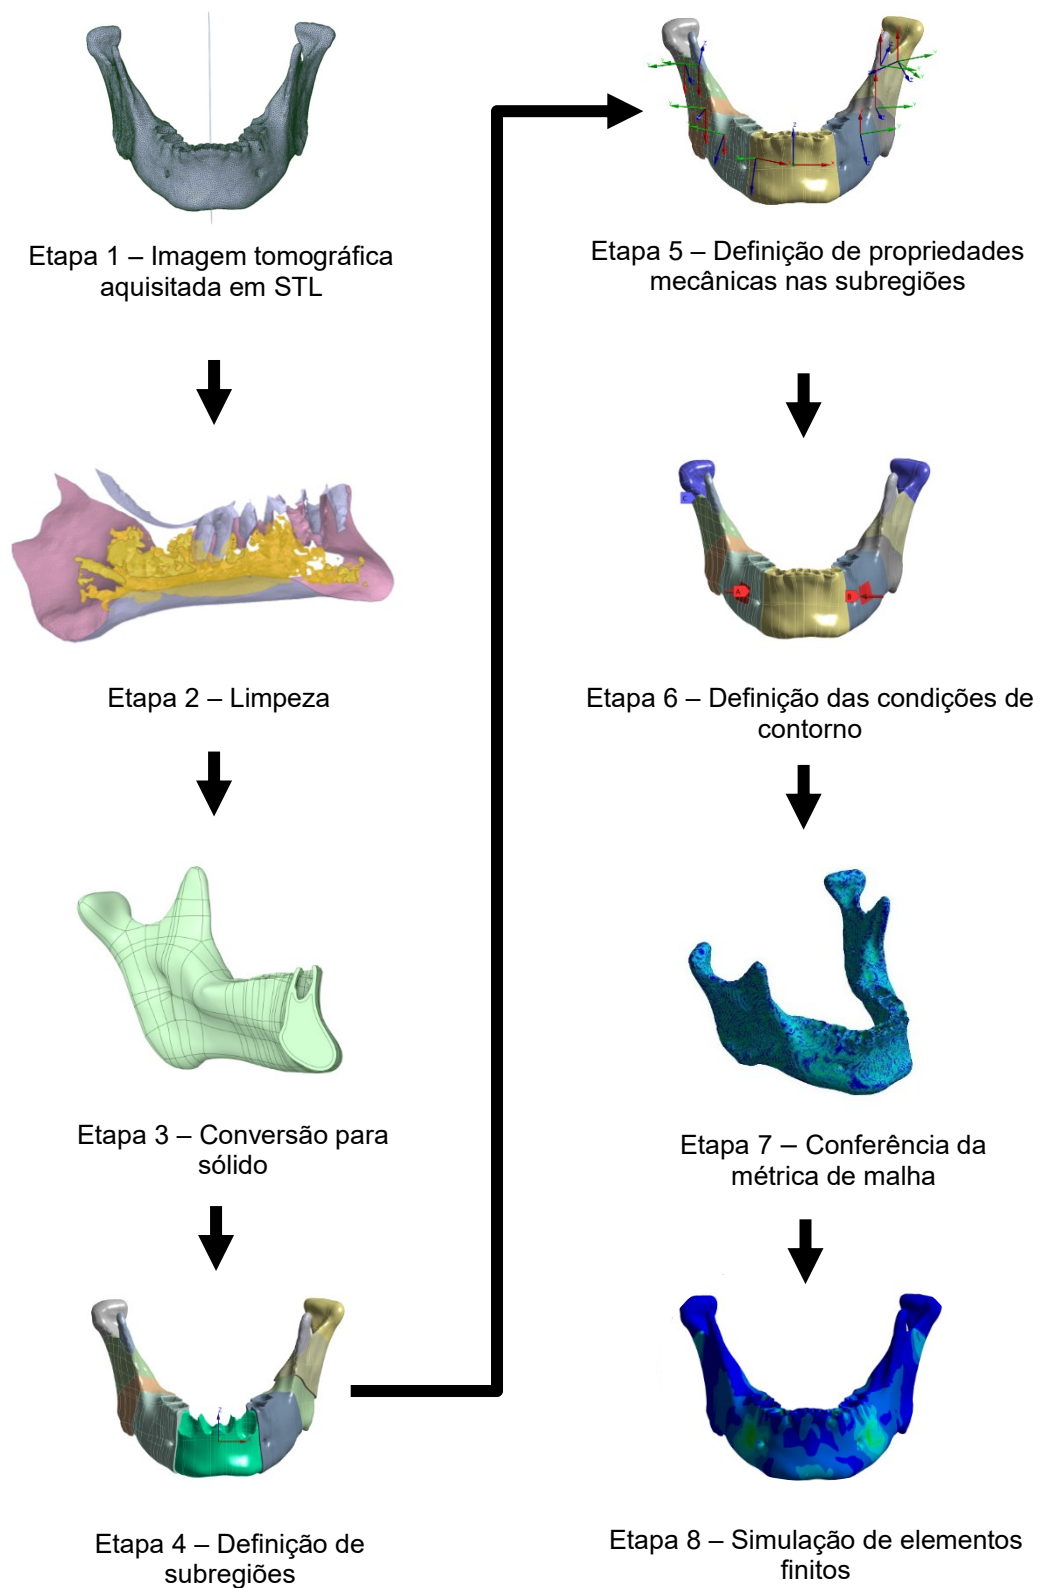 Etapa 1 – Imagem tomográfica
aquisitada em STL
Etapa 2 – Limpeza
Etapa 3 – Conversão para
sólido
Etapa 4 – Definição de
subregiões
Etapa 5 – Definição de propriedades
mecânicas nas subregiões
Etapa 6 – Definição das condições de
contorno
Etapa 7 – Conferência da
métrica de malha
Etapa 8 – Simulação de elementos
finitos